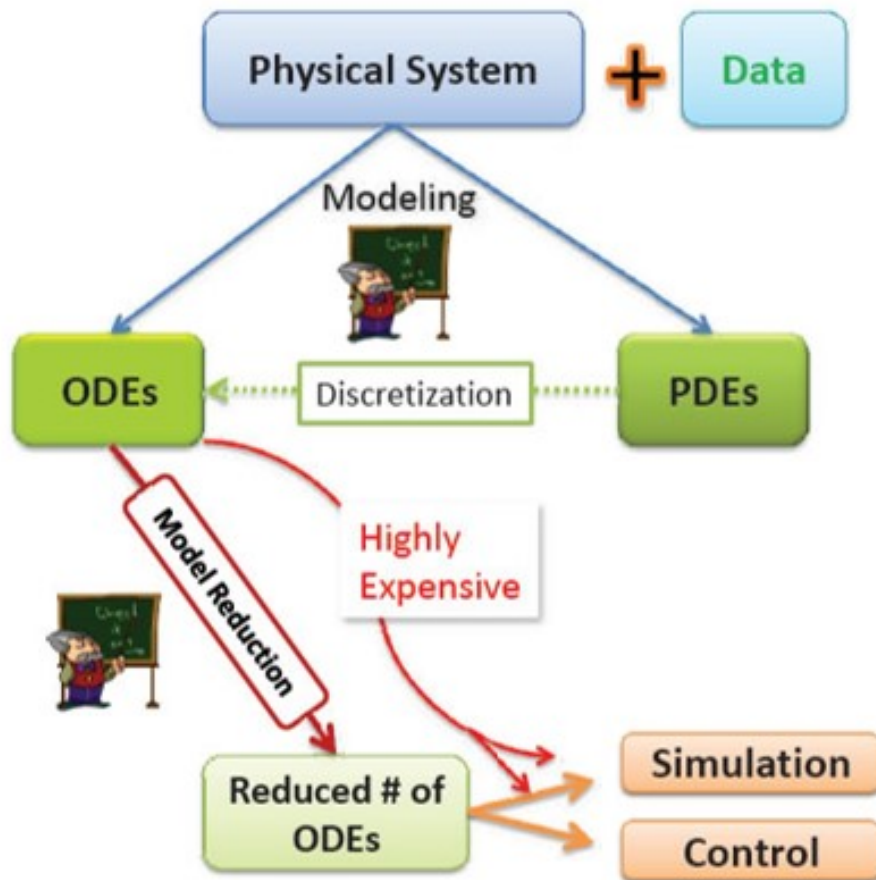 Physical System
+
Data
Modeling
ODEs
Discretization
PDEs
Model Reduction
Highly
Expensive
Reduced # of
ODEs
Simulation
Control